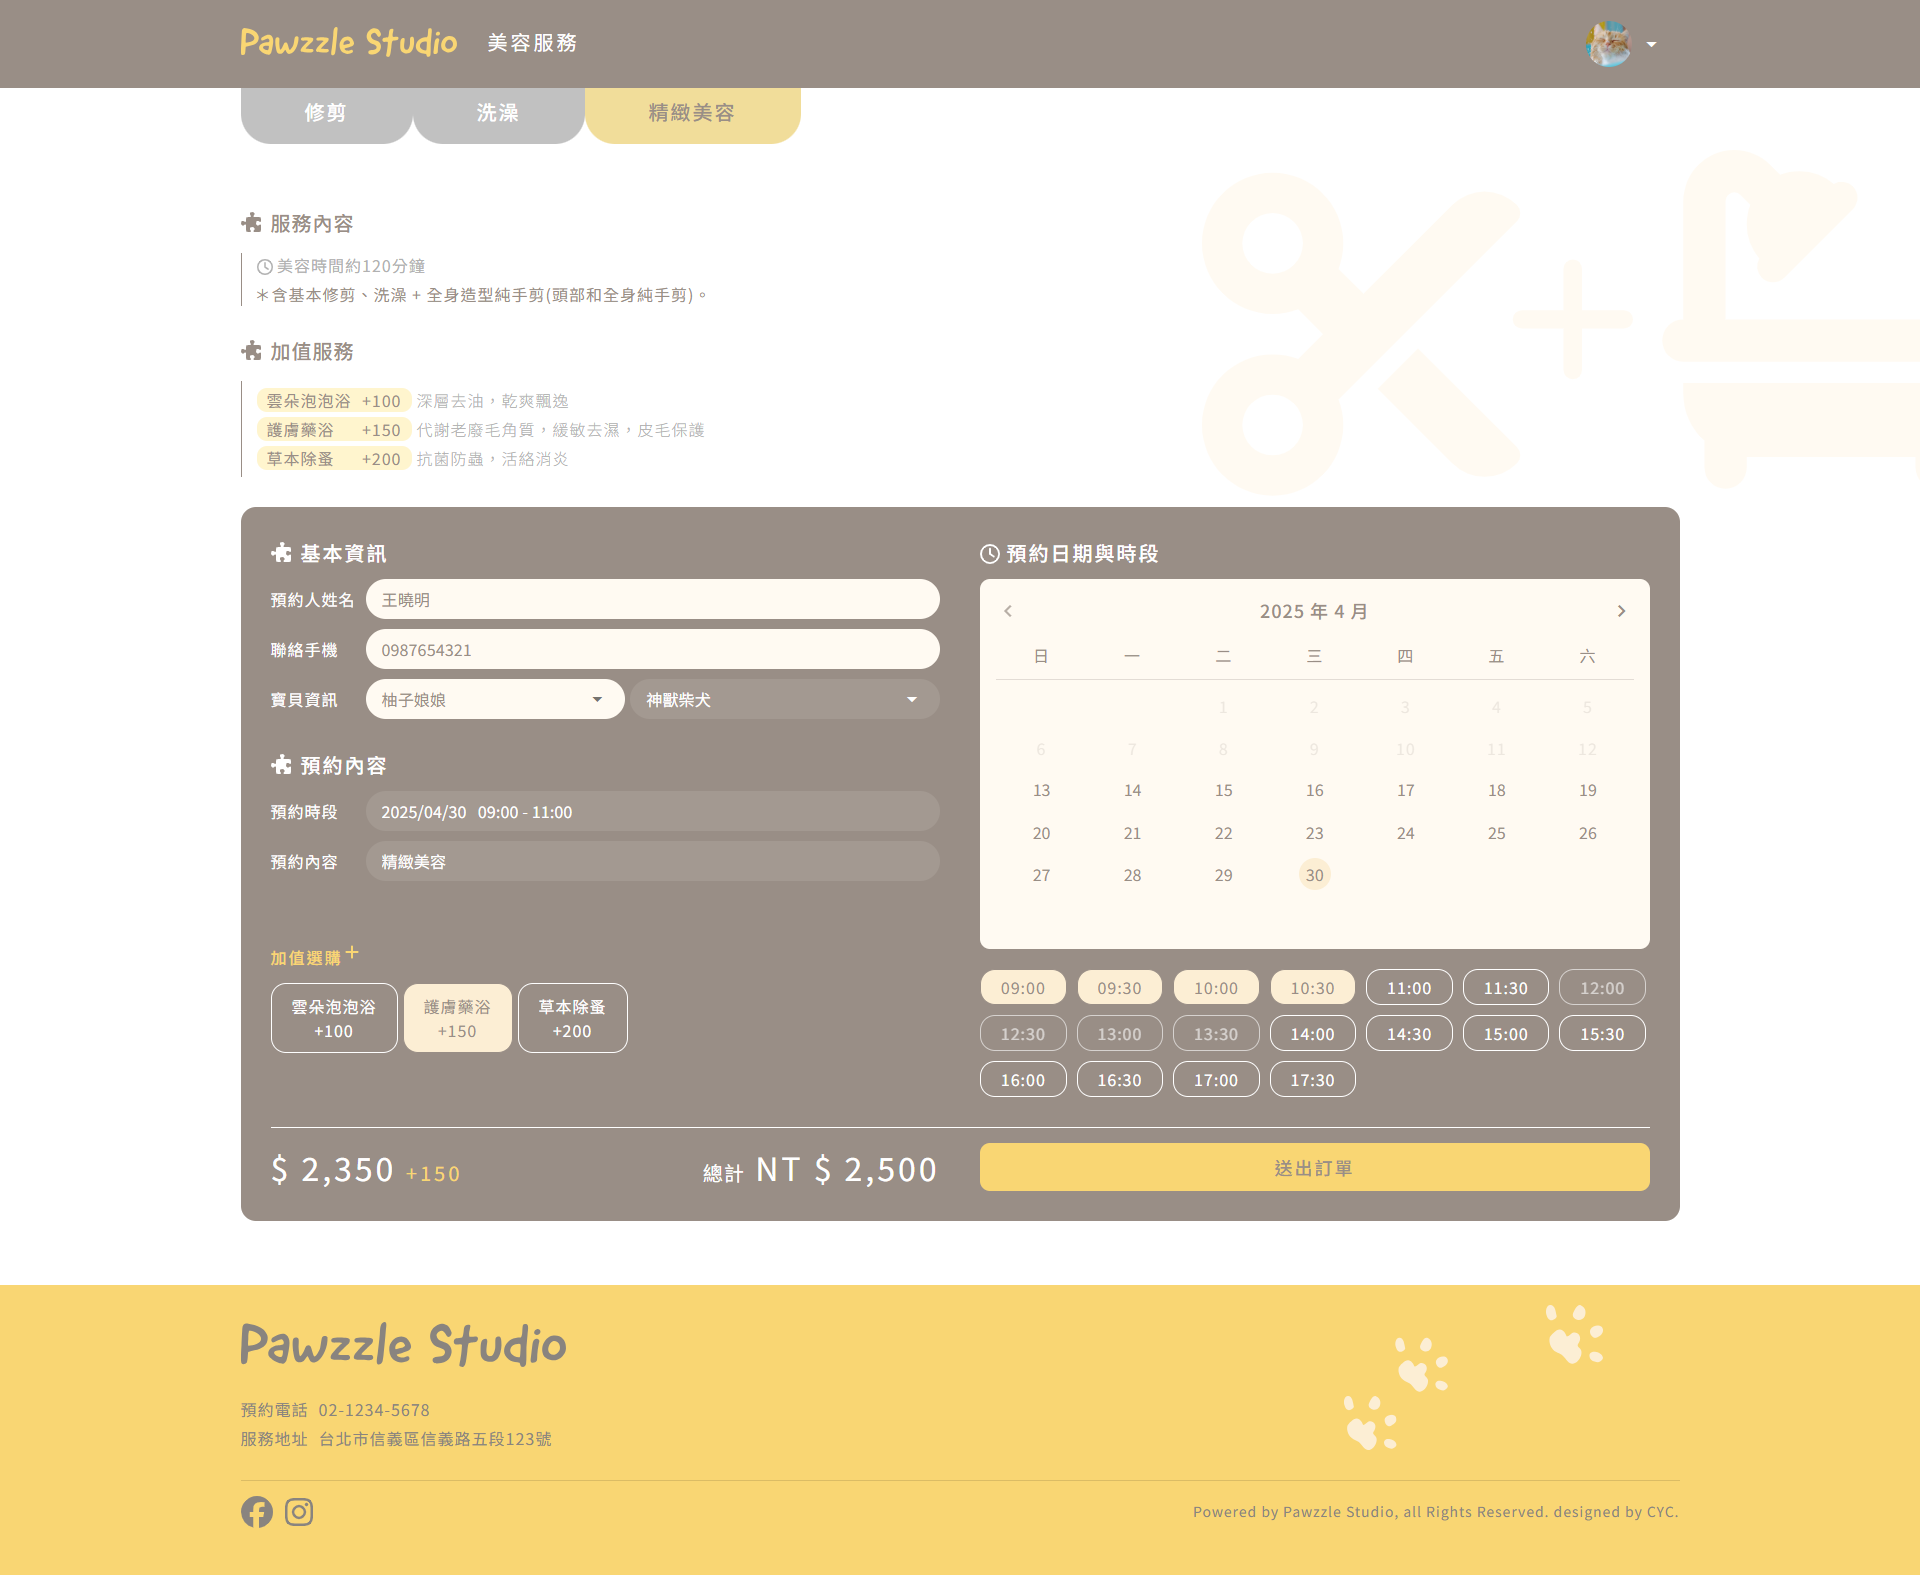 Pawzzle Studio 美容服務
修剪 洗澡 精緻美容
服務內容
美容時間約120分鐘
＊含基本修剪、洗澡 + 全身造型純手剪(頭部和全身純手剪)。
加值服務
雲朵泡泡浴 +100 深層去油，乾爽飄逸
護膚藥浴 +150 代謝老廢毛角質，緩敏去濕，皮毛保護
草本除蚤 +200 抗菌防蟲，活絡消炎
基本資訊
預約人姓名 王曉明
聯絡手機 0987654321
寶貝資訊 柚子娘娘 神獸柴犬
預約內容
預約時段 2025/04/30 09:00 - 11:00
預約內容 精緻美容
加值選購+
雲朵泡泡浴 護膚藥浴 草本除蚤
+100 +150 +200
預約日期與時段
2025 年 4 月
日 一 二 三 四 五 六
1 2 3 4 5
6 7 8 9 10 11 12
13 14 15 16 17 18 19
20 21 22 23 24 25 26
27 28 29 30
09:00 09:30 10:00 10:30 11:00 11:30 12:00
12:30 13:00 13:30 14:00 14:30 15:00 15:30
16:00 16:30 17:00 17:30
$ 2,350 +150 總計 NT $ 2,500 送出訂單
Pawzzle Studio
預約電話 02-1234-5678
服務地址 台北市信義區信義路五段123號
Powered by Pawzzle Studio, all Rights Reserved. designed by CYC.